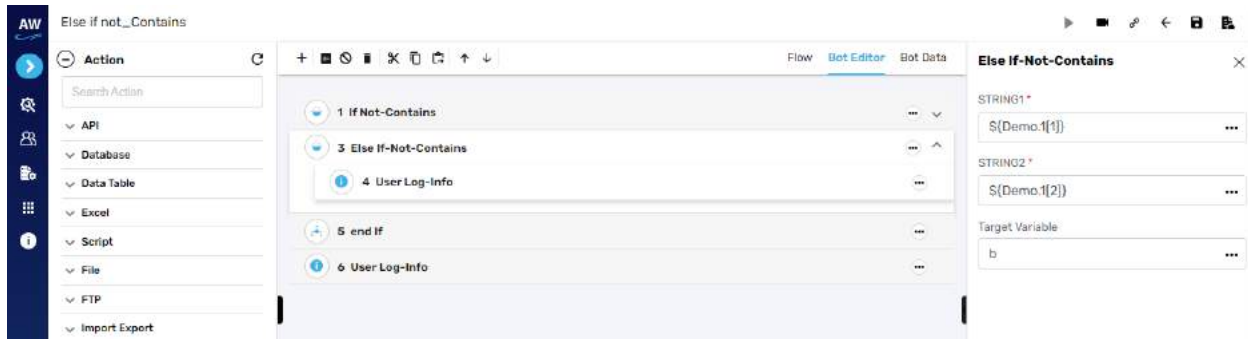 AW
Else if not_Contains
Action
Search Action
API
Database
Data Table
Excel
Script
File
FTP
Import Export
Flow Bot Editor Bot Data
1 If Not-Contains
3 Else If-Not-Contains
4 User Log-Info
5 end If
6 User Log-Info
Else If-Not-Contains
STRING1 *
${Demo.1[1]}
STRING2 *
${Demo.1[2]}
Target Variable
b